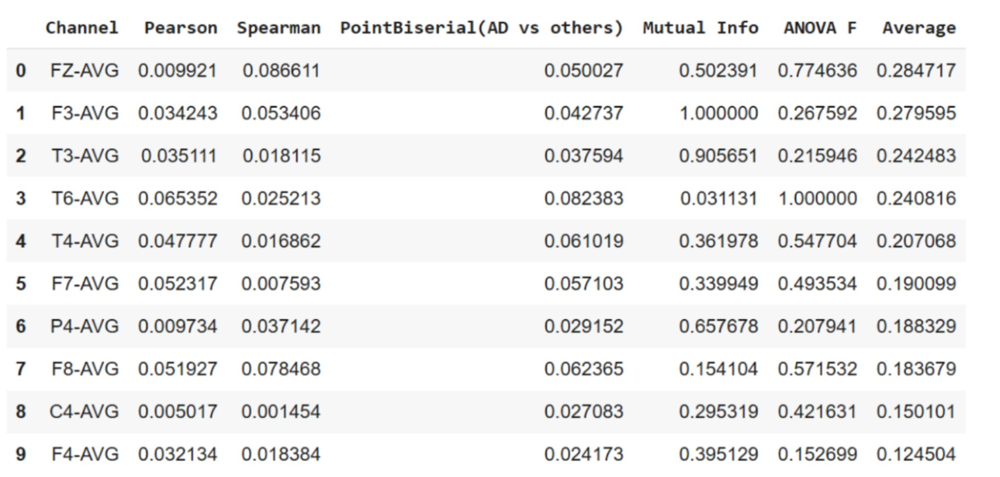 Channel Pearson Spearman PointBiserial(AD vs others) Mutual Info ANOVA F Average
0 FZ-AVG 0.009921 0.086611 0.050027 0.502391 0.774636 0.284717
1 F3-AVG 0.034243 0.053406 0.042737 1.000000 0.267592 0.279595
2 T3-AVG 0.035111 0.018115 0.037594 0.905651 0.215946 0.242483
3 T6-AVG 0.065352 0.025213 0.082383 0.031131 1.000000 0.240816
4 T4-AVG 0.047777 0.016862 0.061019 0.361978 0.547704 0.207068
5 F7-AVG 0.052317 0.007593 0.057103 0.339949 0.493534 0.190099
6 P4-AVG 0.009734 0.037142 0.029152 0.657678 0.207941 0.188329
7 F8-AVG 0.051927 0.078468 0.062365 0.154104 0.571532 0.183679
8 C4-AVG 0.005017 0.001454 0.027083 0.295319 0.421631 0.150101
9 F4-AVG 0.032134 0.018384 0.024173 0.395129 0.152699 0.124504